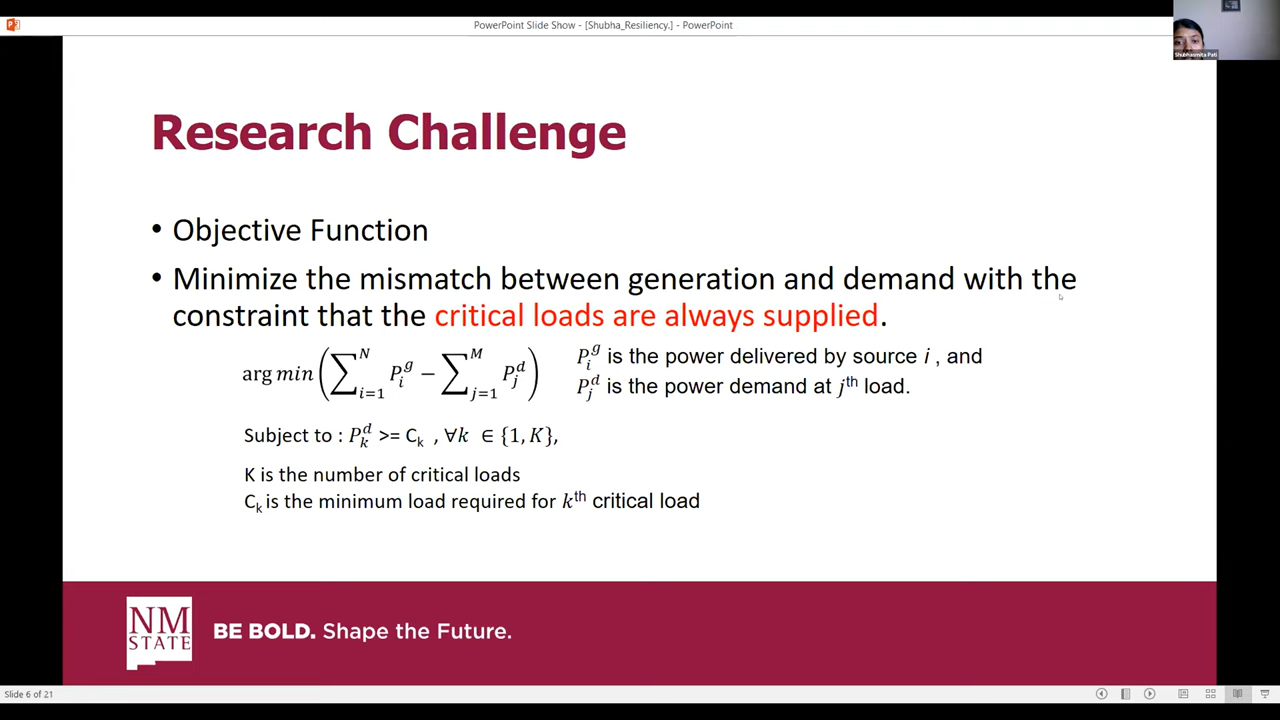 PowerPoint Slide Show - [Shubha_Resiliency.] - PowerPoint
Shubhasmita Pati
Research Challenge
• Objective Function
• Minimize the mismatch between generation and demand with the
constraint that the critical loads are always supplied.
arg min(∑_{i=1}^{N} P_i^g − ∑_{j=1}^{M} P_j^d)
P_i^g is the power delivered by source i , and
P_j^d is the power demand at j^th load.
Subject to : P_k^d >= C_k , ∀k ∈ {1, K},
K is the number of critical loads
C_k is the minimum load required for k^th critical load
NM
STATE
BE BOLD. Shape the Future.
Slide 6 of 21